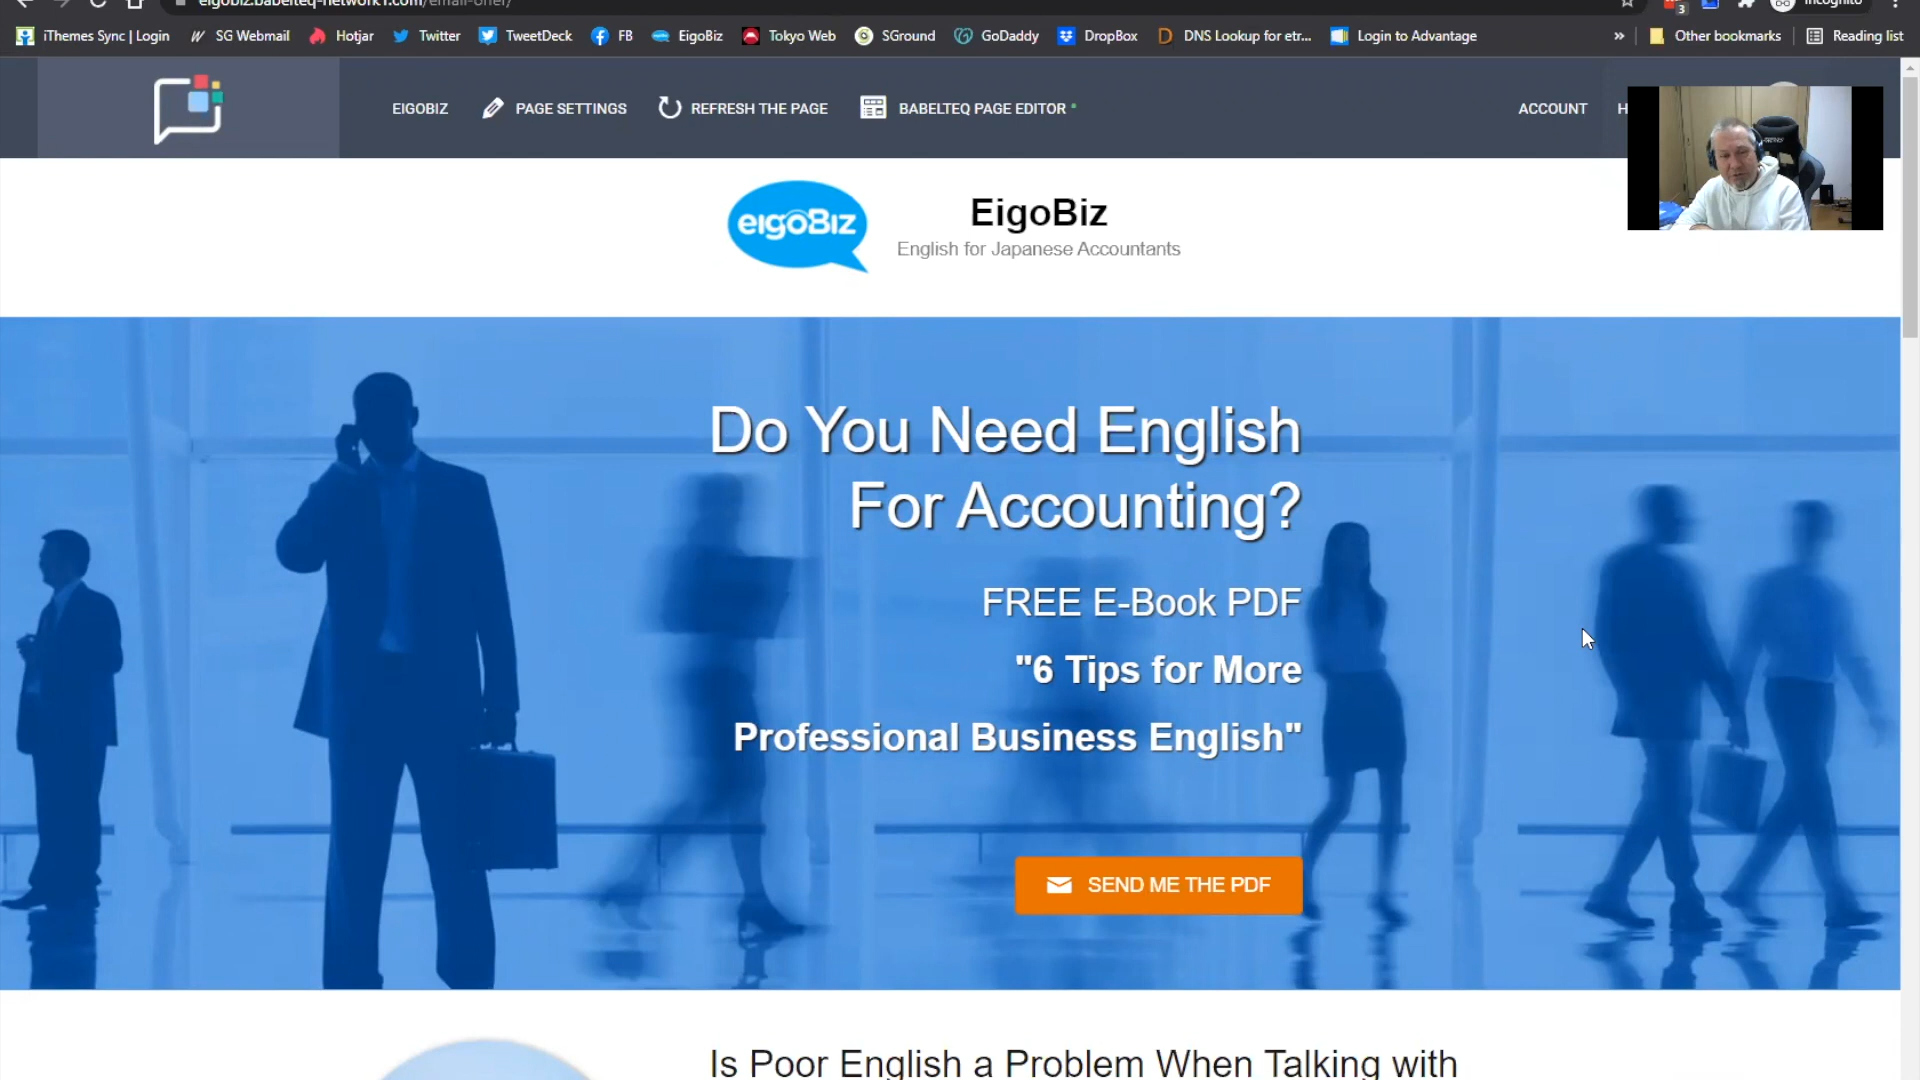 3
iThemes Sync | Login SG Webmail Hotjar Twitter TweetDeck FB EigoBiz Tokyo Web SGround GoDaddy DropBox DNS Lookup for etr... Login to Advantage » Other bookmarks Reading list
EIGOBIZ PAGE SETTINGS REFRESH THE PAGE BABELTEQ PAGE EDITOR ACCOUNT H
eigoBiz
EigoBiz
English for Japanese Accountants
Do You Need English
For Accounting?
FREE E-Book PDF
"6 Tips for More
Professional Business English"
SEND ME THE PDF
Is Poor English a Problem When Talking with